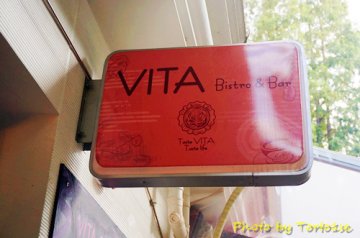 VITA Bistro & Bar
Taste VITA
Taste life
Photo by Tortoise